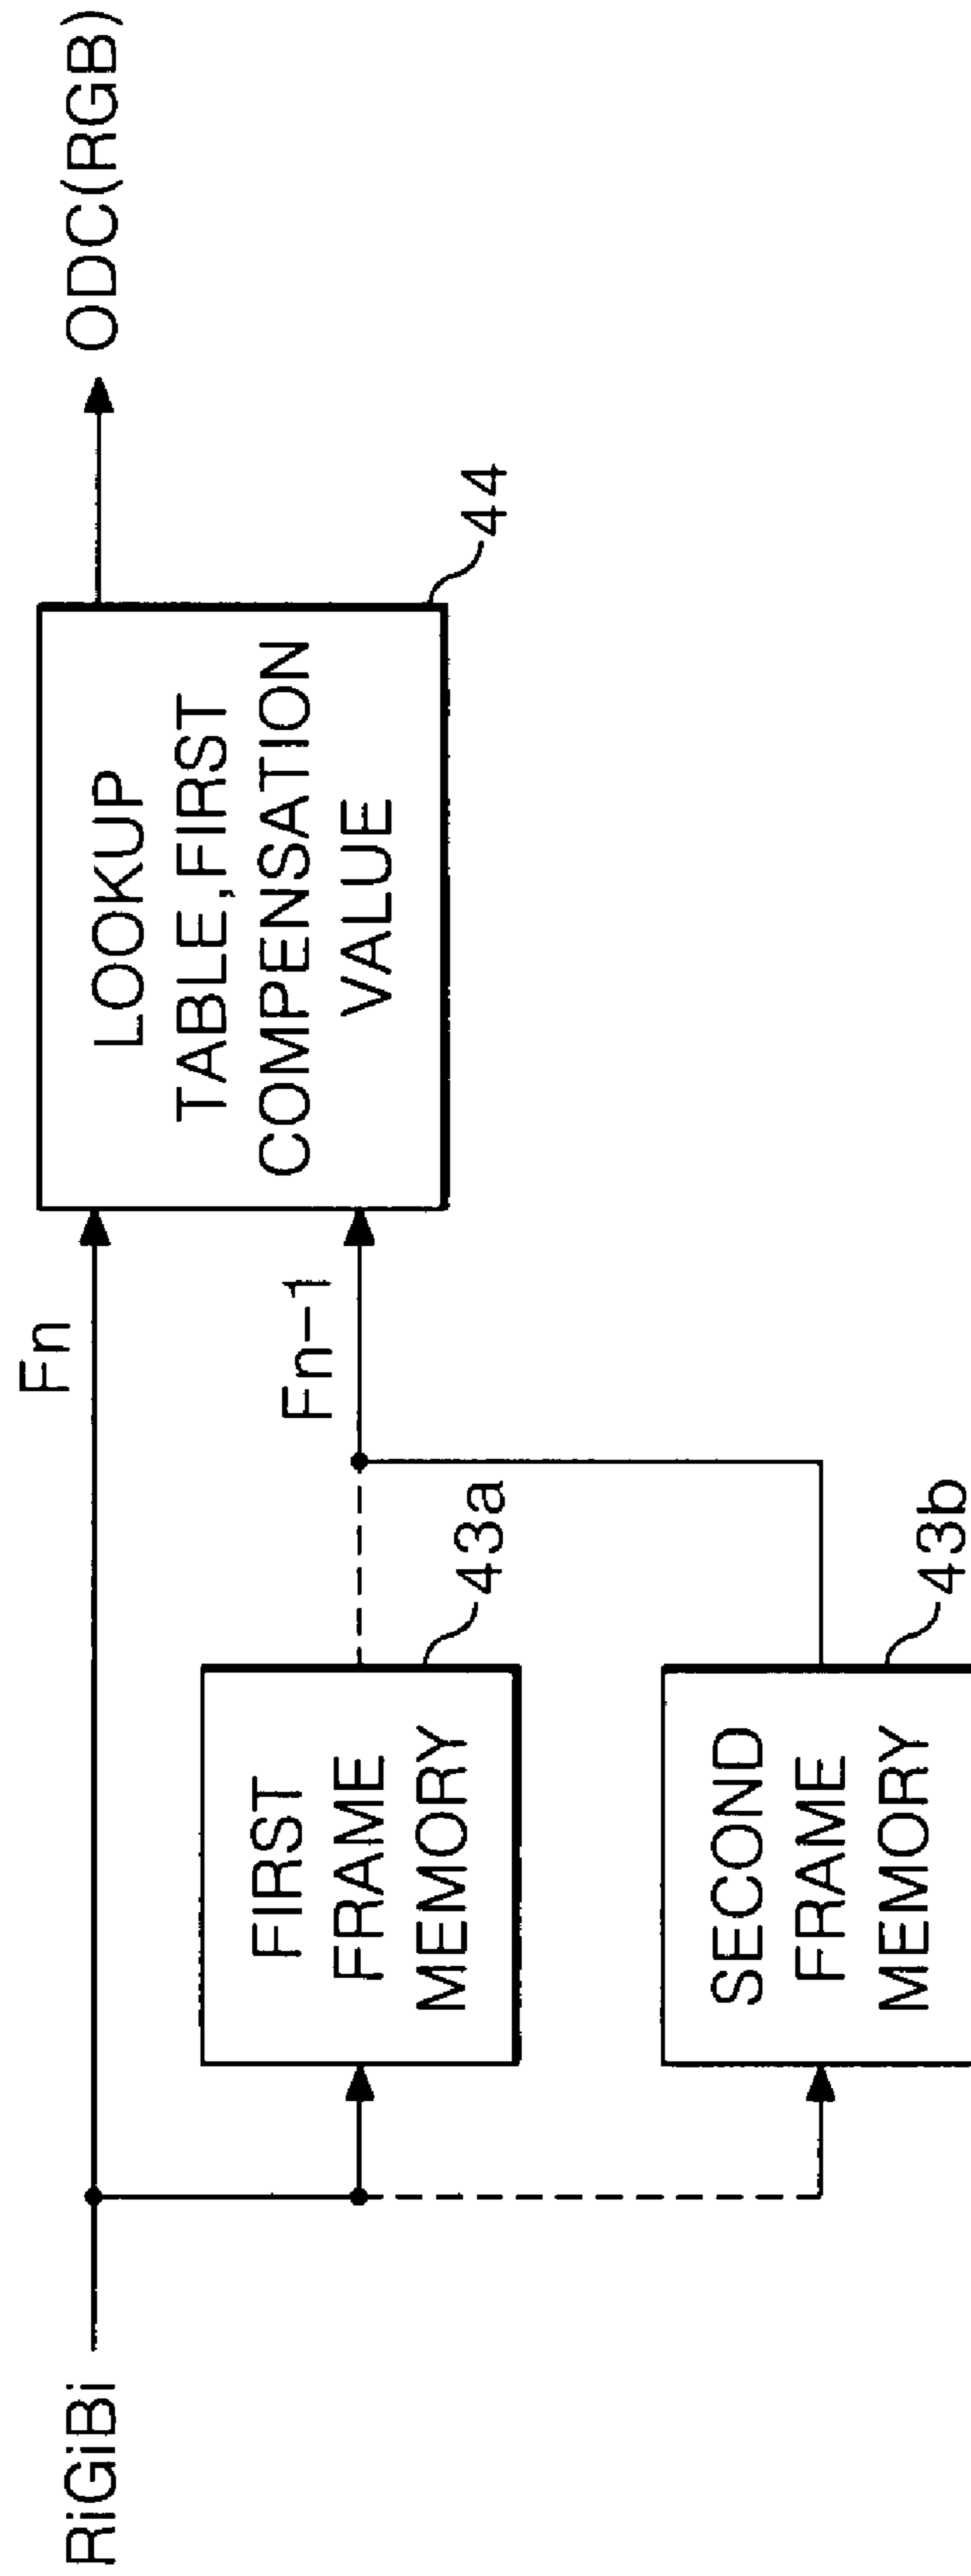 RiGiBi
Fn
Fn-1
FIRST
FRAME
MEMORY
43a
SECOND
FRAME
MEMORY
43b
LOOKUP
TABLE,FIRST
COMPENSATION
VALUE
44
ODC(RGB)